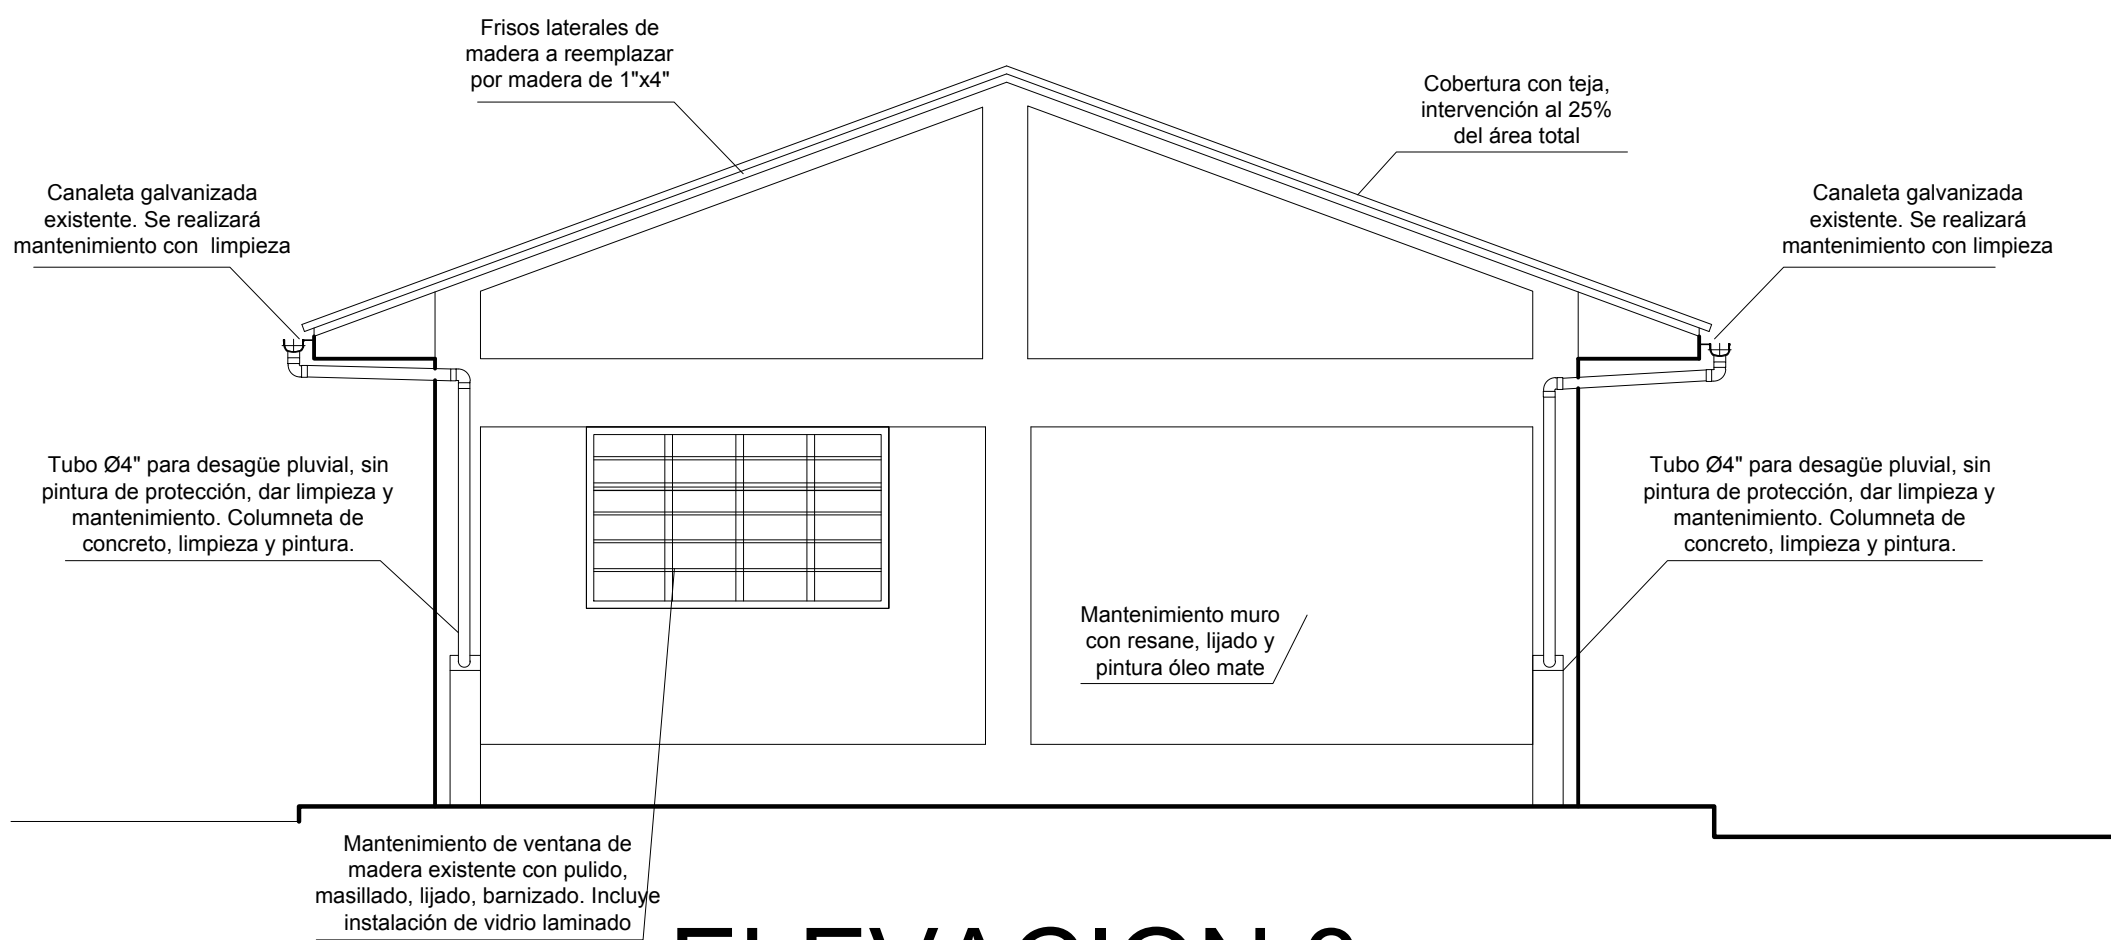 Frisos laterales de
madera a reemplazar
por madera de 1"x4"
Cobertura con teja,
intervención al 25%
del área total
Canaleta galvanizada
existente. Se realizará
mantenimiento con limpieza
Canaleta galvanizada
existente. Se realizará
mantenimiento con limpieza
Tubo Ø4" para desagüe pluvial, sin
pintura de protección, dar limpieza y
mantenimiento. Columneta de
concreto, limpieza y pintura.
Tubo Ø4" para desagüe pluvial, sin
pintura de protección, dar limpieza y
mantenimiento. Columneta de
concreto, limpieza y pintura.
Mantenimiento muro
con resane, lijado y
pintura óleo mate
Mantenimiento de ventana de
madera existente con pulido,
masillado, lijado, barnizado. Incluye
instalación de vidrio laminado
ELEVACION